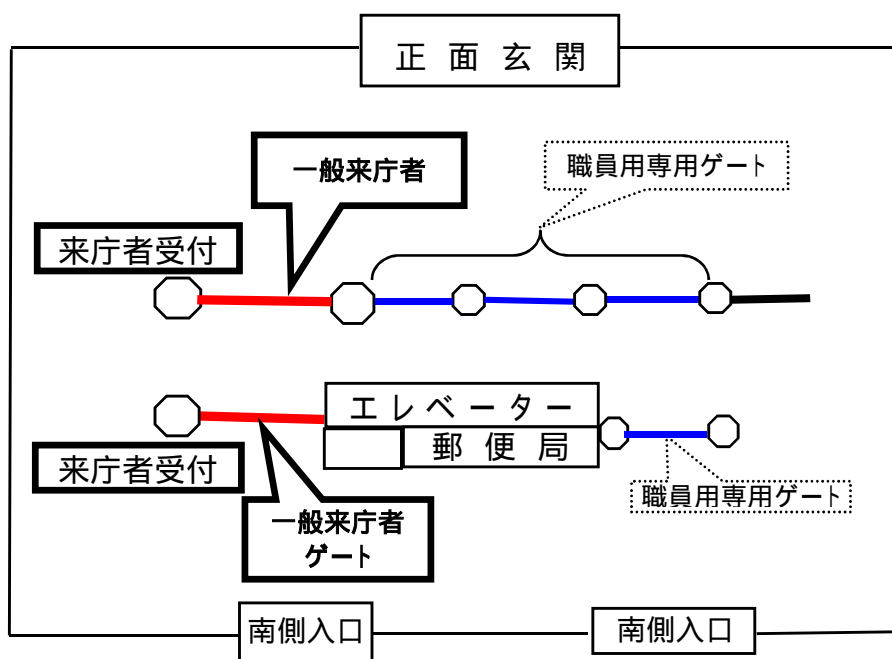 正面玄関
一般来庁者
職員用専用ゲート
来庁者受付
エレベーター
郵便局
来庁者受付
職員用専用ゲート
一般来庁者
ゲート
南側入口
南側入口